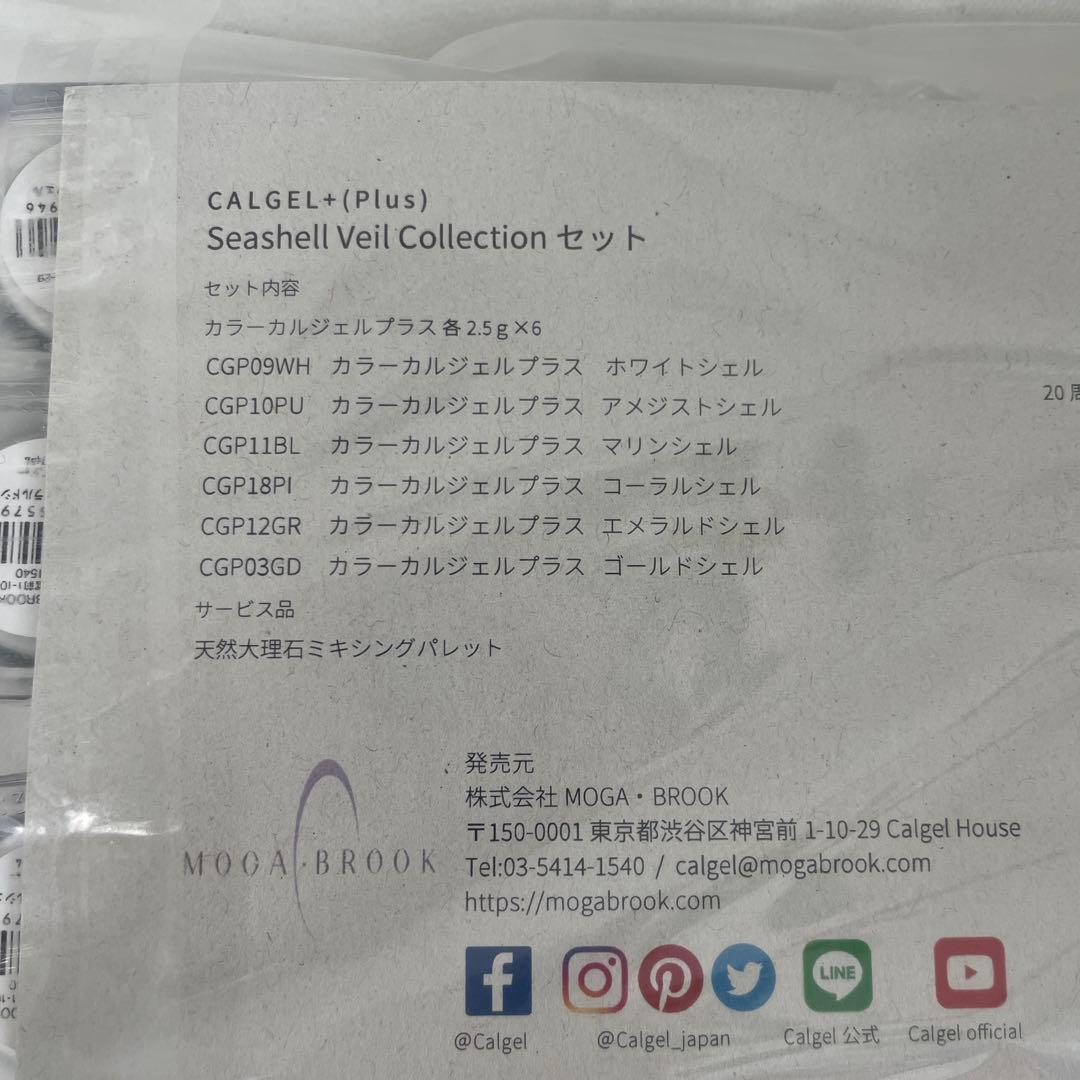 CALGEL+(Plus)
Seashell Veil Collection セット
セット内容
カラーカルジェルプラス 各 2.5g×6
CGP09WH カラーカルジェルプラス ホワイトシェル
CGP10PU カラーカルジェルプラス アメジストシェル
CGP11BL カラーカルジェルプラス マリンシェル
CGP18PI カラーカルジェルプラス コーラルシェル
CGP12GR カラーカルジェルプラス エメラルドシェル
CGP03GD カラーカルジェルプラス ゴールドシェル
サービス品
天然大理石ミキシングパレット
20周
MOGA・BROOK
発売元
株式会社 MOGA・BROOK
〒150-0001 東京都渋谷区神宮前 1-10-29 Calgel House
Tel:03-5414-1540 / calgel@mogabrook.com
https://mogabrook.com
LINE
@Calgel
@Calgel_japan
Calgel 公式
Calgel official